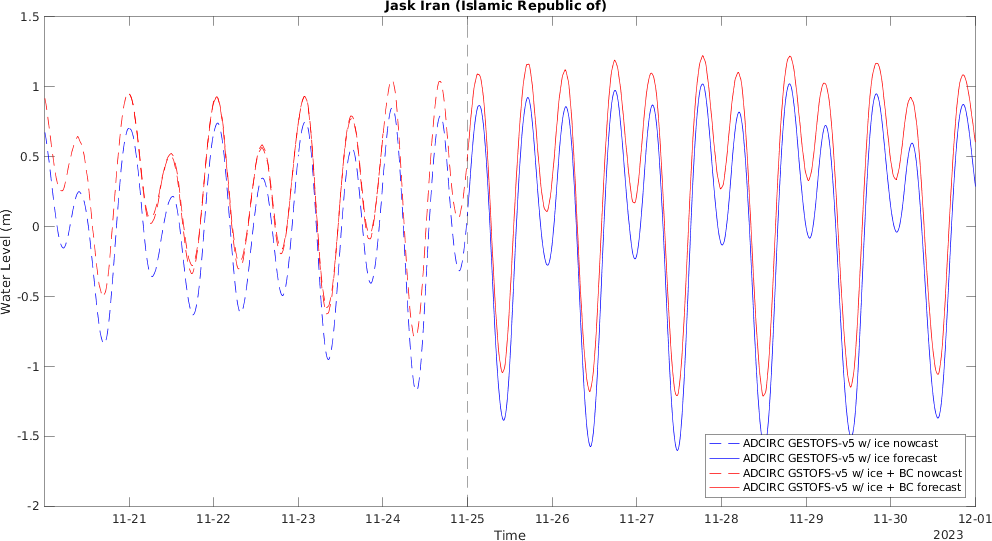 Jask Iran (Islamic Republic of)
1.5
1
0.5
0
-0.5
-1
-1.5
-2
Water Level (m)
ADCIRC GESTOFS-v5 w/ ice nowcast
ADCIRC GESTOFS-v5 w/ ice forecast
ADCIRC GSTOFS-v5 w/ ice + BC nowcast
ADCIRC GSTOFS-v5 w/ ice + BC forecast
11-21 11-22 11-23 11-24 11-25 11-26 11-27 11-28 11-29 11-30 12-01
Time
2023